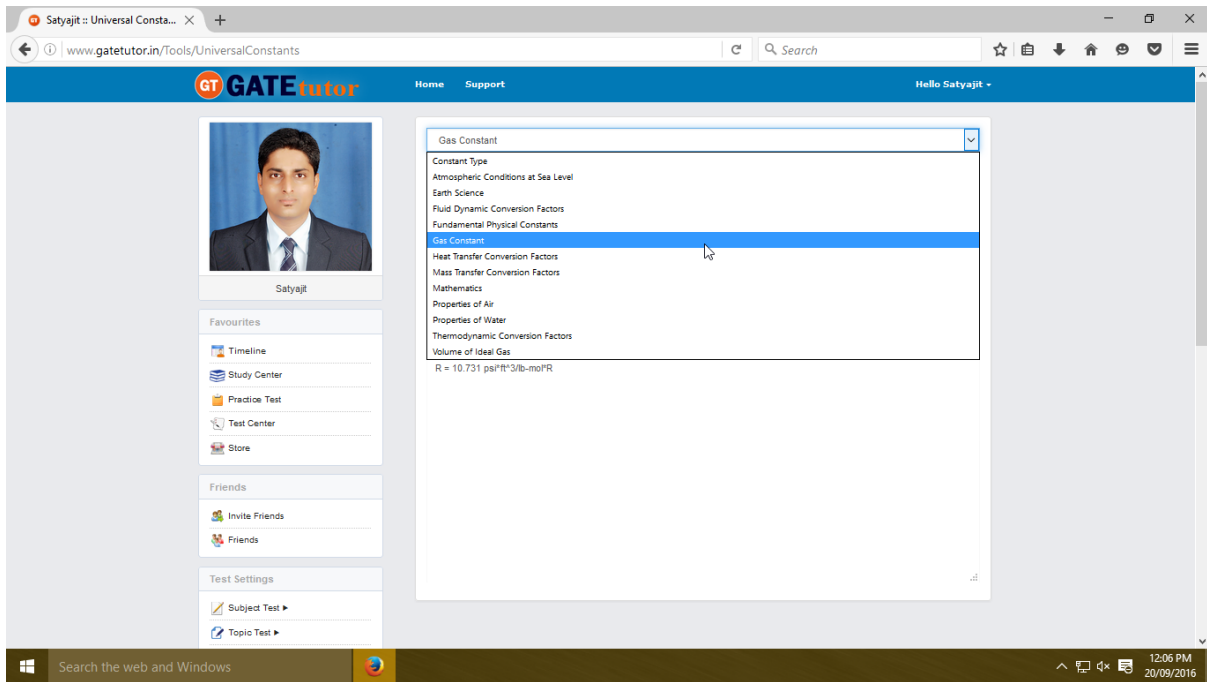 Satyajit :: Universal Consta...
www.gatetutor.in/Tools/UniversalConstants
Search
GT GATEtutor
Home Support
Hello Satyajit
Satyajit
Favourites
Timeline
Study Center
Practice Test
Test Center
Store
Friends
Invite Friends
Friends
Test Settings
Subject Test
Topic Test
Gas Constant
Constant Type
Atmospheric Conditions at Sea Level
Earth Science
Fluid Dynamic Conversion Factors
Fundamental Physical Constants
Gas Constant
Heat Transfer Conversion Factors
Mass Transfer Conversion Factors
Mathematics
Properties of Air
Properties of Water
Thermodynamic Conversion Factors
Volume of Ideal Gas
R = 10.731 psi*ft^3/lb-mol*R
Search the web and Windows
12:06 PM
20/09/2016